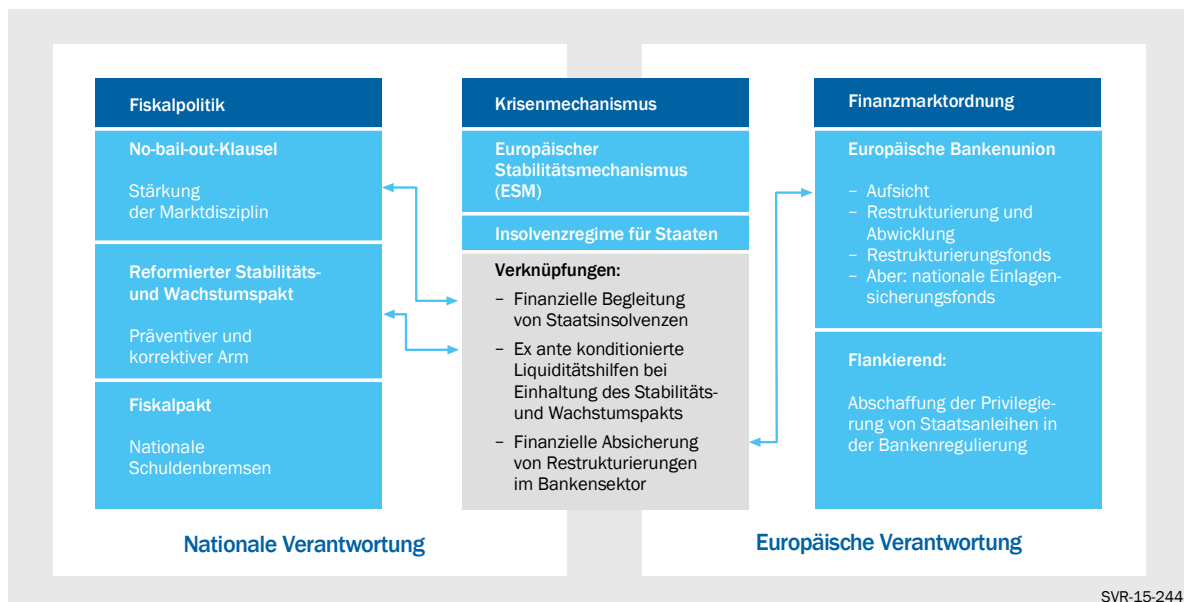 Fiskalpolitik
No-bail-out-Klausel
Stärkung
der Marktdisziplin
Reformierter Stabilitäts-
und Wachstumspakt
Präventiver und
korrektiver Arm
Fiskalpakt
Nationale
Schuldenbremsen
Krisenmechanismus
Europäischer
Stabilitätsmechanismus
(ESM)
Insolvenzregime für Staaten
Verknüpfungen:
– Finanzielle Begleitung
von Staatsinsolvenzen
– Ex ante konditionierte
Liquiditätshilfen bei
Einhaltung des Stabilitäts-
und Wachstumspakts
– Finanzielle Absicherung
von Restrukturierungen
im Bankensektor
Finanzmarktordnung
Europäische Bankenunion
– Aufsicht
– Restrukturierung und
Abwicklung
– Restrukturierungsfonds
– Aber: nationale Einlagen-
sicherungsfonds
Flankierend:
Abschaffung der Privilegie-
rung von Staatsanleihen in
der Bankenregulierung
Nationale Verantwortung
Europäische Verantwortung
SVR-15-244